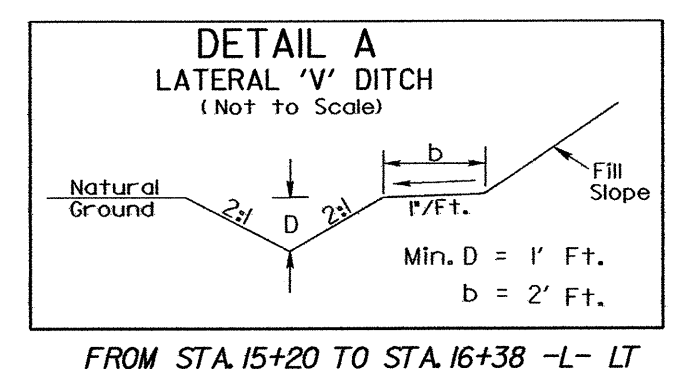 DETAIL A
LATERAL 'V' DITCH
(Not to Scale)
b
Natural
Ground
2:1
D
2:1
1"/Ft.
Fill
Slope
Min. D = 1' Ft.
b = 2' Ft.
FROM STA. 15+20 TO STA. 16+38 -L- LT